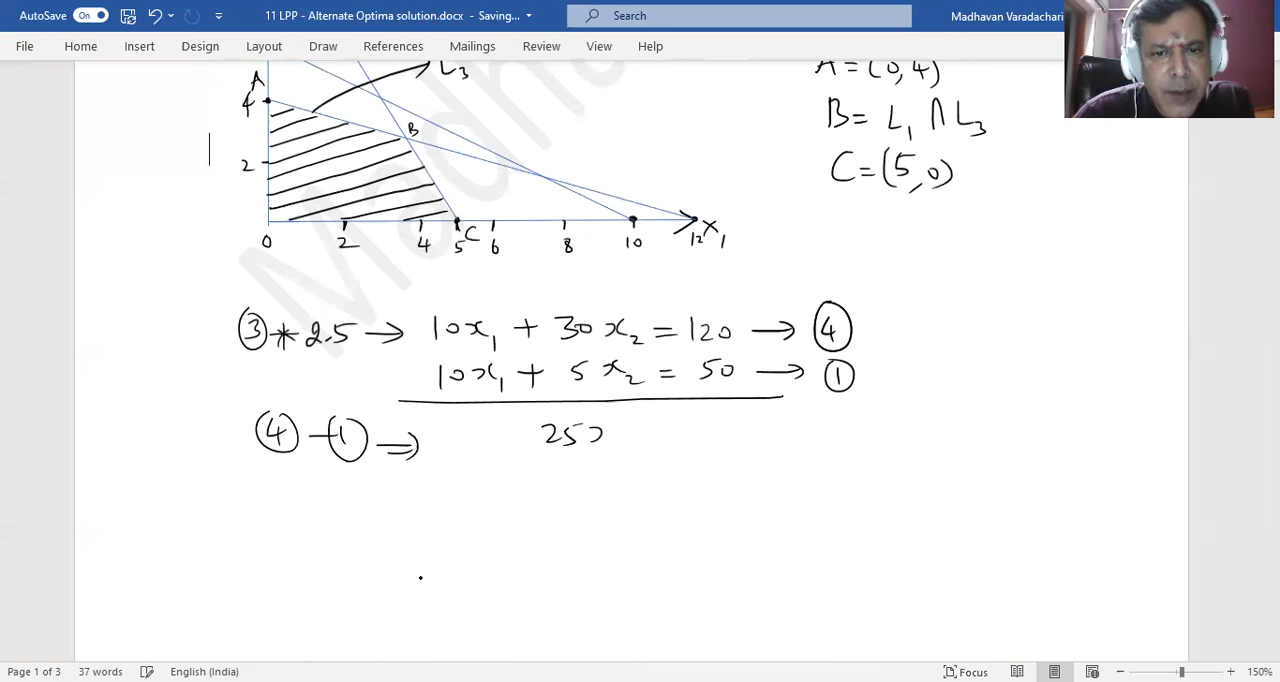 AutoSave On 11 LPP - Alternate Optima solution.docx - Saving... Search Madhavan Varadachari
File Home Insert Design Layout Draw References Mailings Review View Help
A L3 A = (0,4)
4 B B = L1 ∩ L3
2 C = (5,0)
0 2 4 5 C 6 8 10 12 X1
Madh
③ * 2.5 → 10x1 + 30x2 = 120 → ④
10x1 + 5x2 = 50 → ①
④ - ① ⇒ 25
Page 1 of 3 37 words English (India) Focus 150%